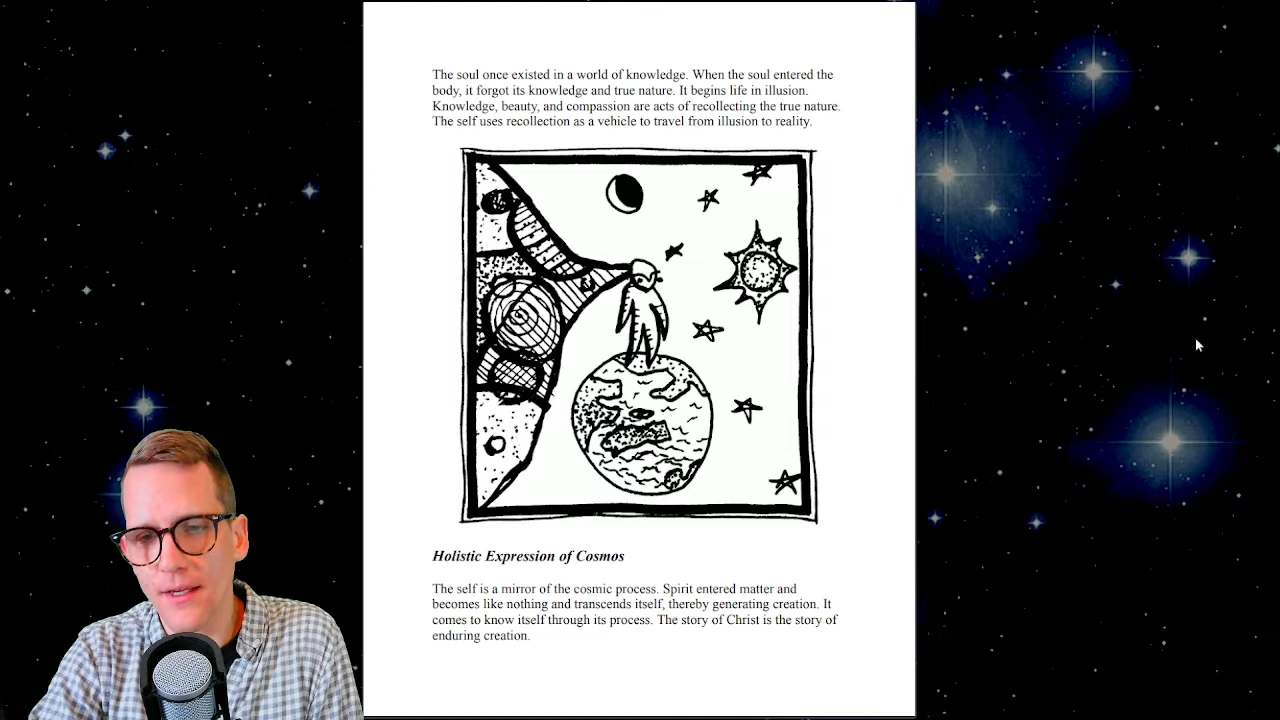 The soul once existed in a world of knowledge. When the soul entered the
body, it forgot its knowledge and true nature. It begins life in illusion.
Knowledge, beauty, and compassion are acts of recollecting the true nature.
The self uses recollection as a vehicle to travel from illusion to reality.
Holistic Expression of Cosmos
The self is a mirror of the cosmic process. Spirit entered matter and
becomes like nothing and transcends itself, thereby generating creation. It
comes to know itself through its process. The story of Christ is the story of
enduring creation.